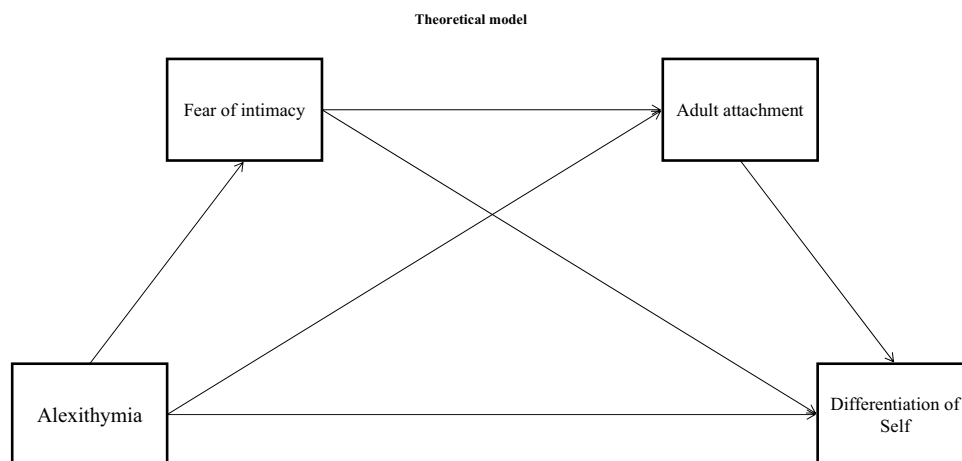 Theoretical model
Fear of intimacy
Adult attachment
Alexithymia
Differentiation of
Self